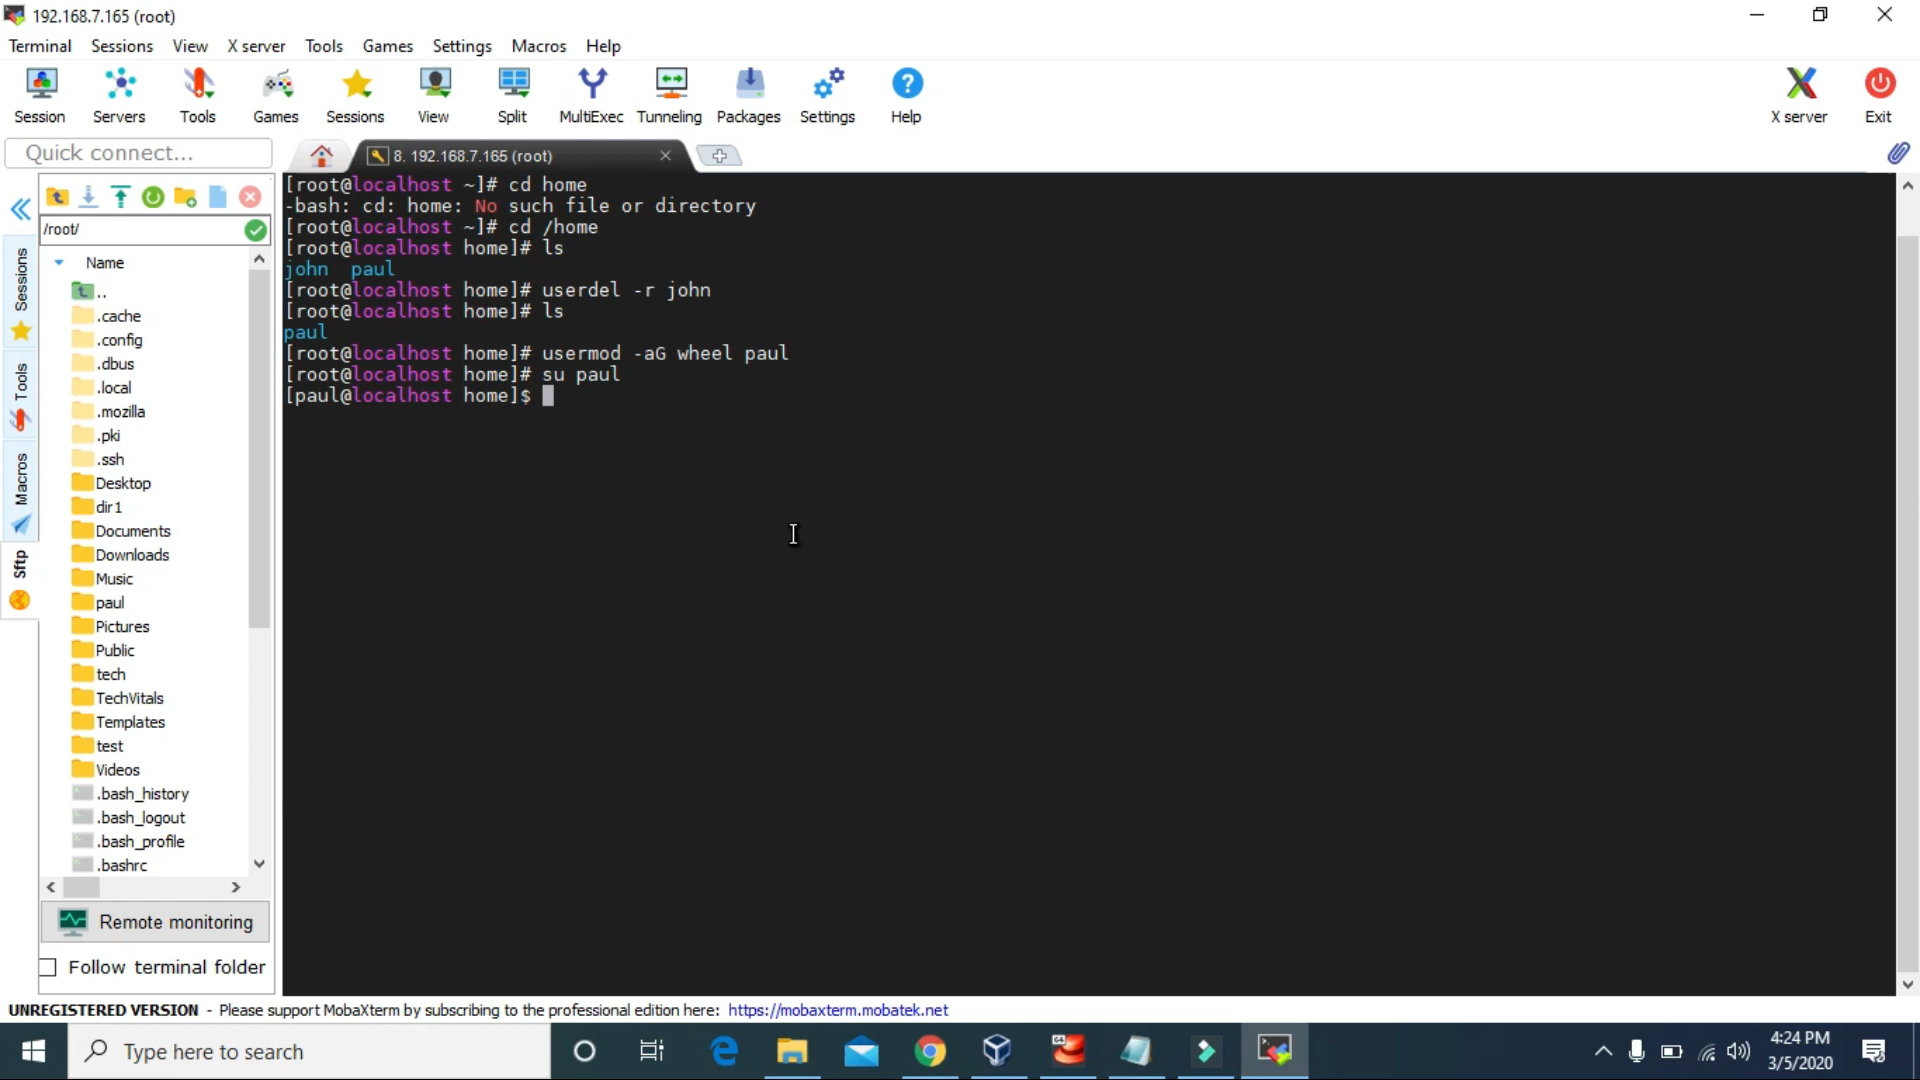 192.168.7.165 (root)
Terminal Sessions View X server Tools Games Settings Macros Help
Session Servers Tools Games Sessions View Split MultiExec Tunneling Packages Settings Help X server Exit
Quick connect...
8. 192.168.7.165 (root)
/root/
Name
..
.cache
.config
.dbus
.local
.mozilla
.pki
.ssh
Desktop
dir1
Documents
Downloads
Music
paul
Pictures
Public
tech
TechVitals
Templates
test
Videos
.bash_history
.bash_logout
.bash_profile
.bashrc
Remote monitoring
Follow terminal folder
Sessions
Tools
Macros
Sftp
[root@localhost ~]# cd home
-bash: cd: home: No such file or directory
[root@localhost ~]# cd /home
[root@localhost home]# ls
john paul
[root@localhost home]# userdel -r john
[root@localhost home]# ls
paul
[root@localhost home]# usermod -aG wheel paul
[root@localhost home]# su paul
[paul@localhost home]$
UNREGISTERED VERSION - Please support MobaXterm by subscribing to the professional edition here: https://mobaxterm.mobatek.net
Type here to search
4:24 PM
3/5/2020